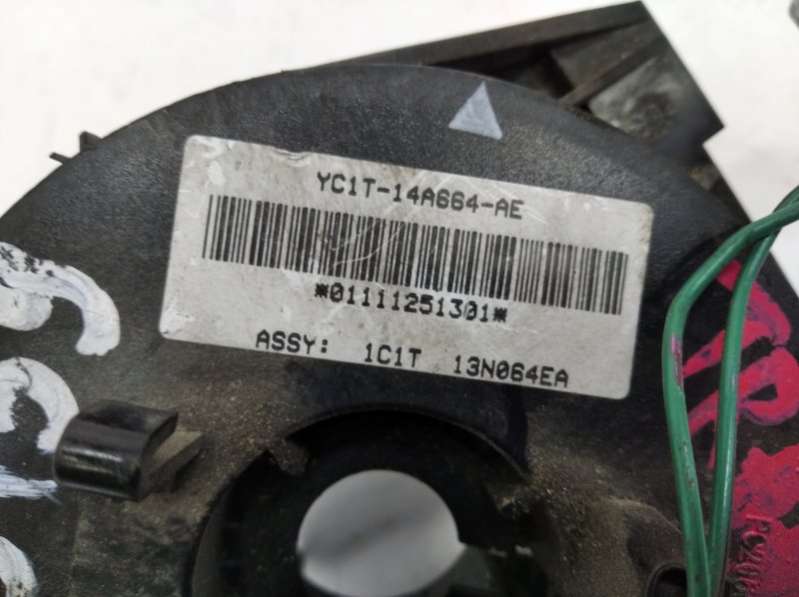 YC1T-14A664-AE
*01111251301*
ASSY: 1C1T 13N064EA